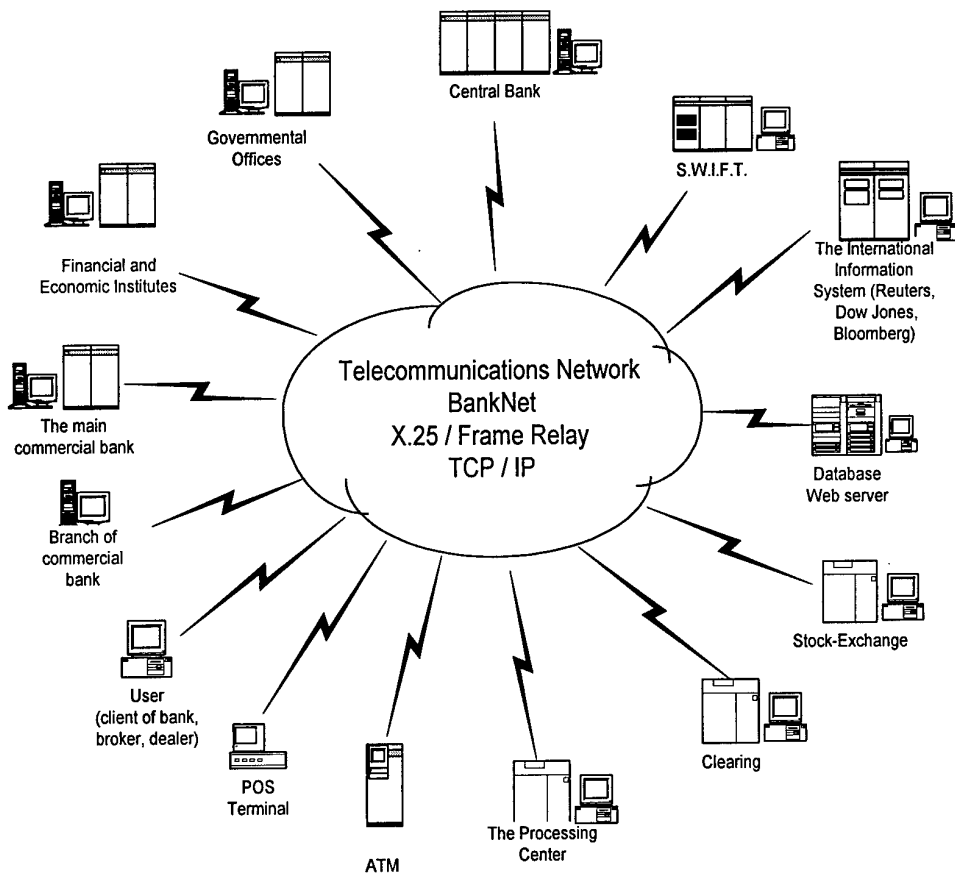 Central Bank
Governmental
Offices
S.W.I.F.T.
Financial and
Economic Institutes
The International
Information
System (Reuters,
Dow Jones,
Bloomberg)
Telecommunications Network
BankNet
X.25 / Frame Relay
TCP / IP
The main
commercial bank
Database
Web server
Branch of
commercial
bank
Stock-Exchange
User
(client of bank,
broker, dealer)
Clearing
POS
Terminal
The Processing
Center
ATM